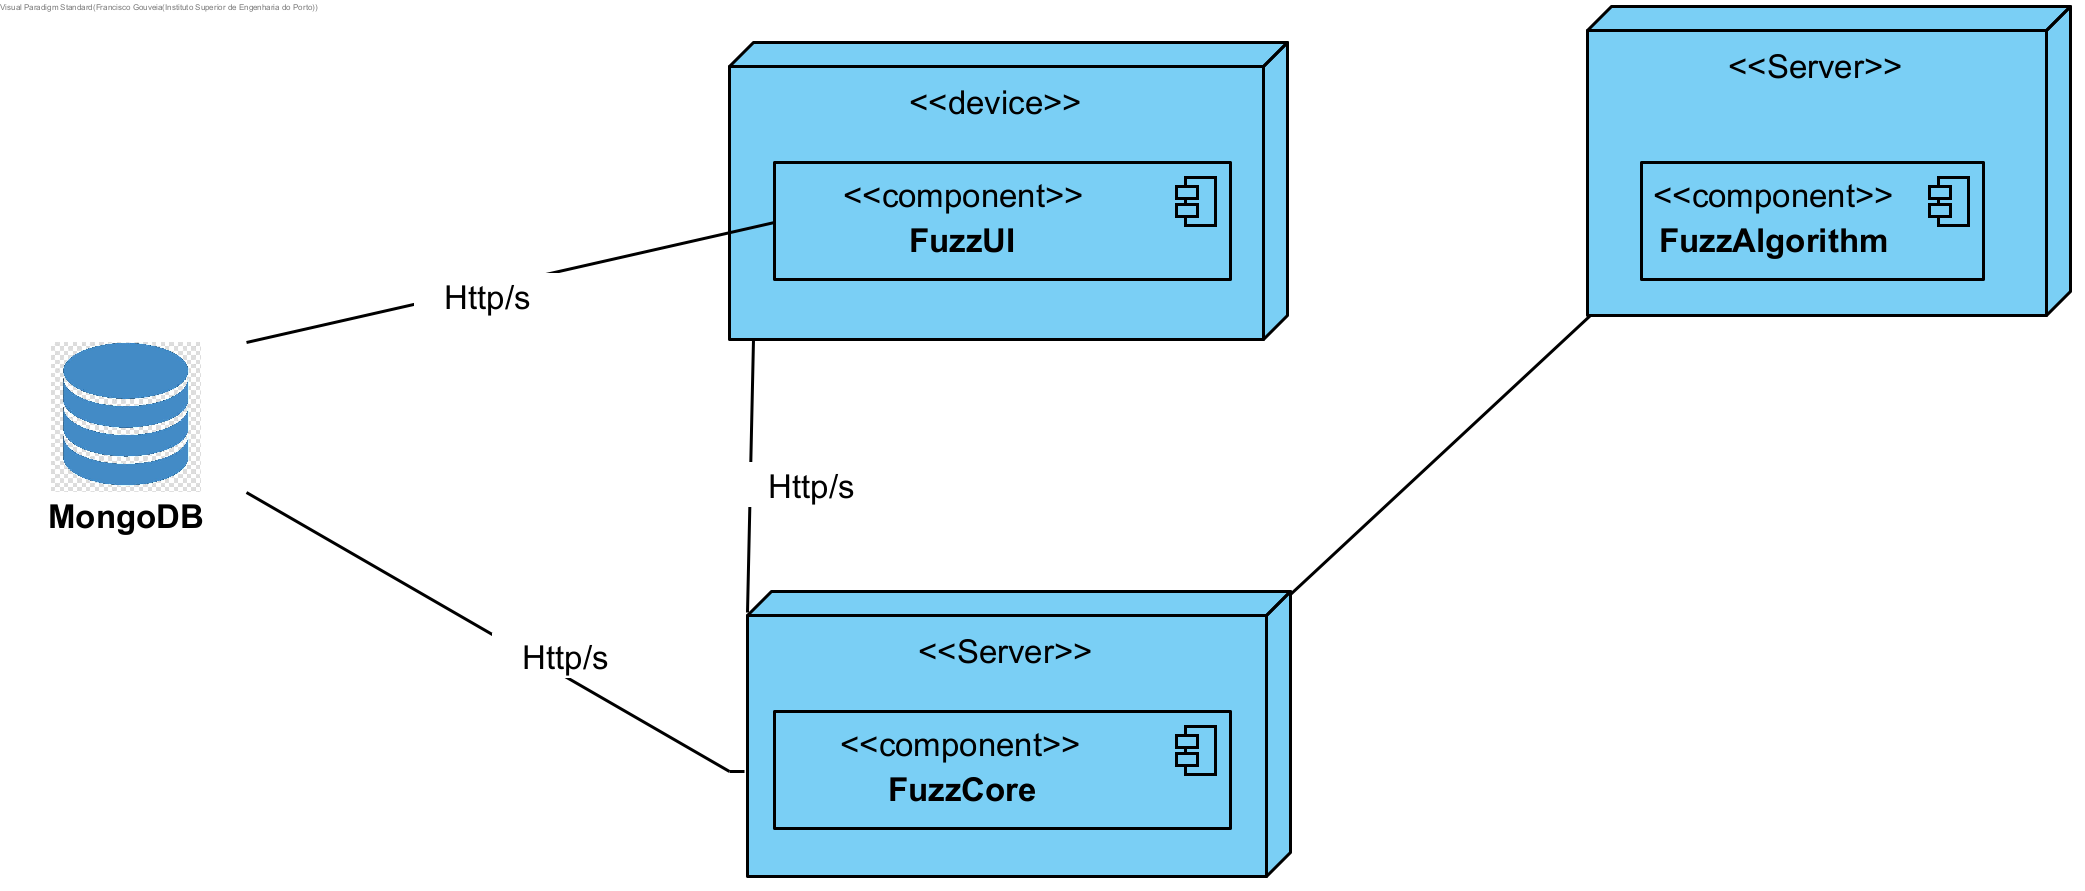 Visual Paradigm Standard(Francisco Gouveia(Instituto Superior de Engenharia do Porto))
<<device>>
<<component>>
FuzzUI
<<Server>>
<<component>>
FuzzAlgorithm
Http/s
MongoDB
Http/s
Http/s
<<Server>>
<<component>>
FuzzCore